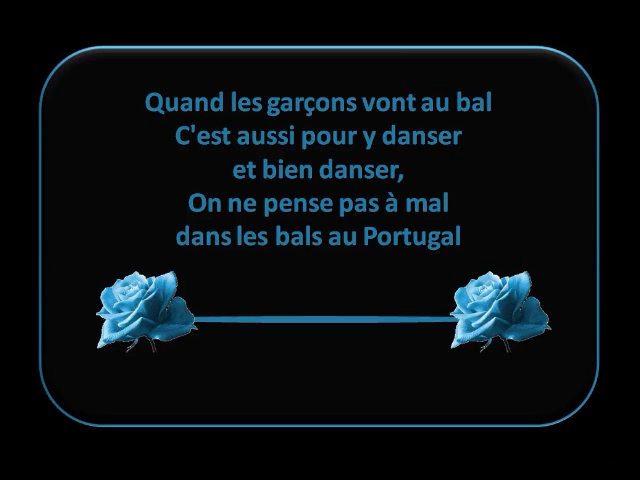 Quand les garçons vont au bal
C'est aussi pour y danser
et bien danser,
On ne pense pas à mal
dans les bals au Portugal